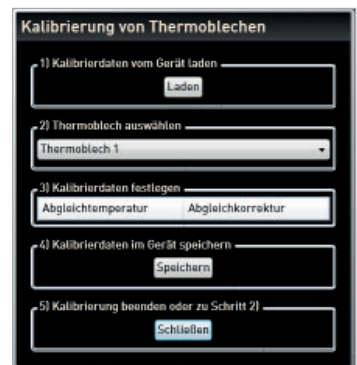 Kalibrierung von Thermoblechen
1) Kalibrierdaten vom Gerät laden
Laden
2) Thermoblech auswählen
Thermoblech 1
3) Kalibrierdaten festlegen
Abgleichtemperatur Abgleichkorrektur
4) Kalibrierdaten im Gerät speichern
Speichern
5) Kalibrierung beenden oder zu Schritt 2)
Schließen